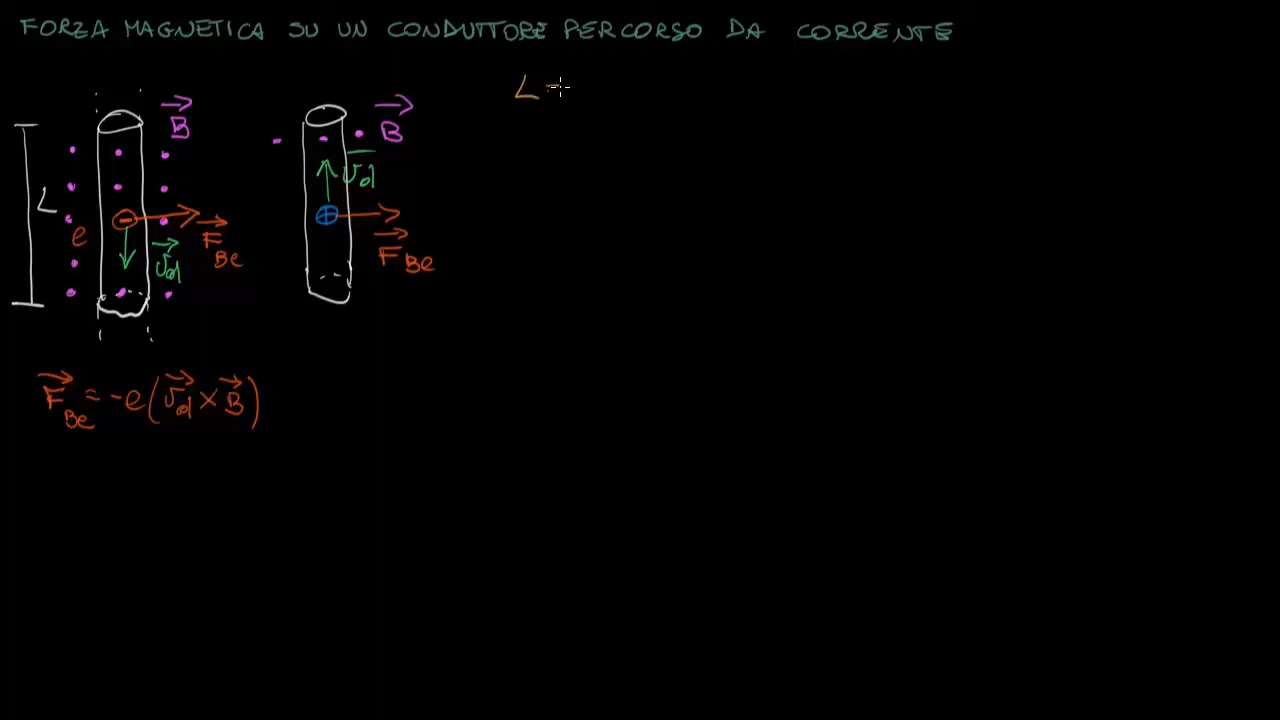 FORZA MAGNETICA SU UN CONDUTTORE PERCORSO DA CORRENTE
L -
B
B
v_d
L
e
F_Be
v_d
F_Be
F_Be = -e(v_d × B)